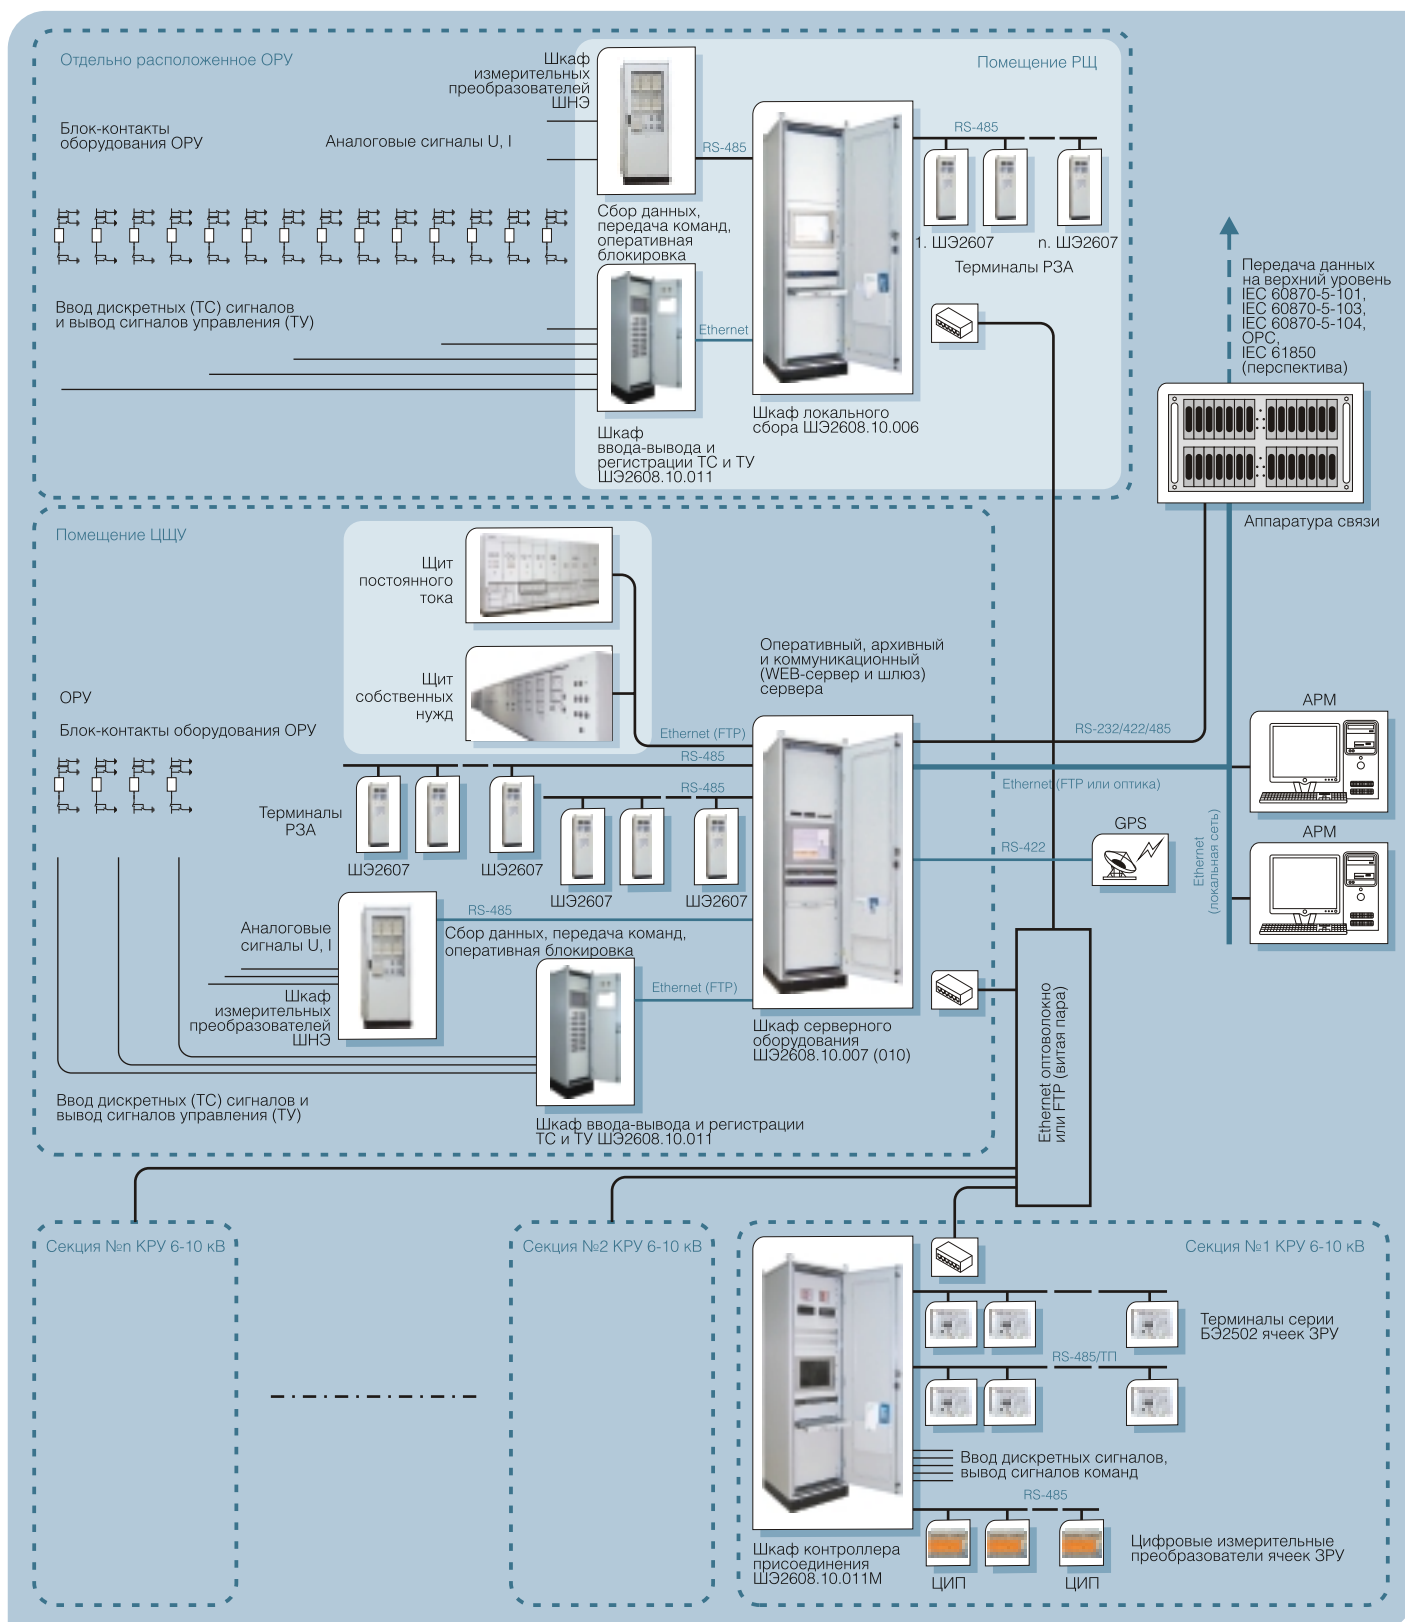 Отдельно расположенное ОРУ
Шкаф
измерительных
преобразователей
ШНЭ
Помещение РЩ
Блок-контакты
оборудования ОРУ
Аналоговые сигналы U, I
RS-485
RS-485
1. ШЭ2607
n. ШЭ2607
Терминалы РЗА
Сбор данных,
передача команд,
оперативная
блокировка
Ввод дискретных (ТС) сигналов
и вывод сигналов управления (ТУ)
Ethernet
Шкаф локального
сбора ШЭ2608.10.006
Шкаф
ввода-вывода и
регистрации ТС и ТУ
ШЭ2608.10.011
Передача данных
на верхний уровень
IEC 60870-5-101,
IEC 60870-5-103,
IEC 60870-5-104,
OPC,
IEC 61850
(перспектива)
Аппаратура связи
Помещение ЦЩУ
Щит
постоянного
тока
Щит
собственных
нужд
Оперативный, архивный
и коммуникационный
(WEB-сервер и шлюз)
сервера
ОРУ
Блок-контакты оборудования ОРУ
Ethernet (FTP)
RS-485
RS-485
RS-232/422/485
Ethernet (FTP или оптика)
АРМ
АРМ
Ethernet
(локальная сеть)
GPS
RS-422
Терминалы
РЗА
ШЭ2607
ШЭ2607
ШЭ2607
ШЭ2607
RS-485
Аналоговые
сигналы U, I
Сбор данных, передача команд,
оперативная блокировка
Ethernet (FTP)
Шкаф
измерительных
преобразователей
ШНЭ
Шкаф серверного
оборудования
ШЭ2608.10.007 (010)
Ввод дискретных (ТС) сигналов и
вывод сигналов управления (ТУ)
Шкаф ввода-вывода и регистрации
ТС и ТУ ШЭ2608.10.011
Ethernet оптоволокно
или FTP (витая пара)
Секция №n КРУ 6-10 кВ
Секция №2 КРУ 6-10 кВ
Секция №1 КРУ 6-10 кВ
Терминалы серии
БЭ2502 ячеек ЗРУ
RS-485/ТП
Ввод дискретных сигналов,
вывод сигналов команд
RS-485
Шкаф контроллера
присоединения
ШЭ2608.10.011М
ЦИП
ЦИП
Цифровые измерительные
преобразователи ячеек ЗРУ